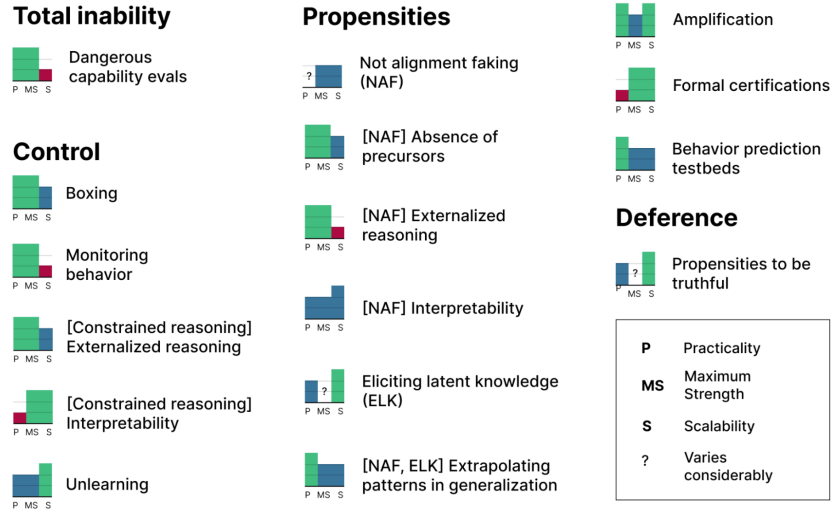 Total inability
Dangerous
capability evals
P MS S
Control
Boxing
P MS S
Monitoring
behavior
P MS S
[Constrained reasoning]
Externalized reasoning
P MS S
[Constrained reasoning]
Interpretability
P MS S
Unlearning
P MS S
Propensities
Not alignment faking
(NAF)
?
P MS S
[NAF] Absence of
precursors
P MS S
[NAF] Externalized
reasoning
P MS S
[NAF] Interpretability
P MS S
Eliciting latent knowledge
(ELK)
?
P MS S
[NAF, ELK] Extrapolating
patterns in generalization
P MS S
Amplification
P MS S
Formal certifications
P MS S
Behavior prediction
testbeds
P MS S
Deference
Propensities to be
truthful
?
P MS S
P Practicality
MS Maximum
Strength
S Scalability
? Varies
considerably